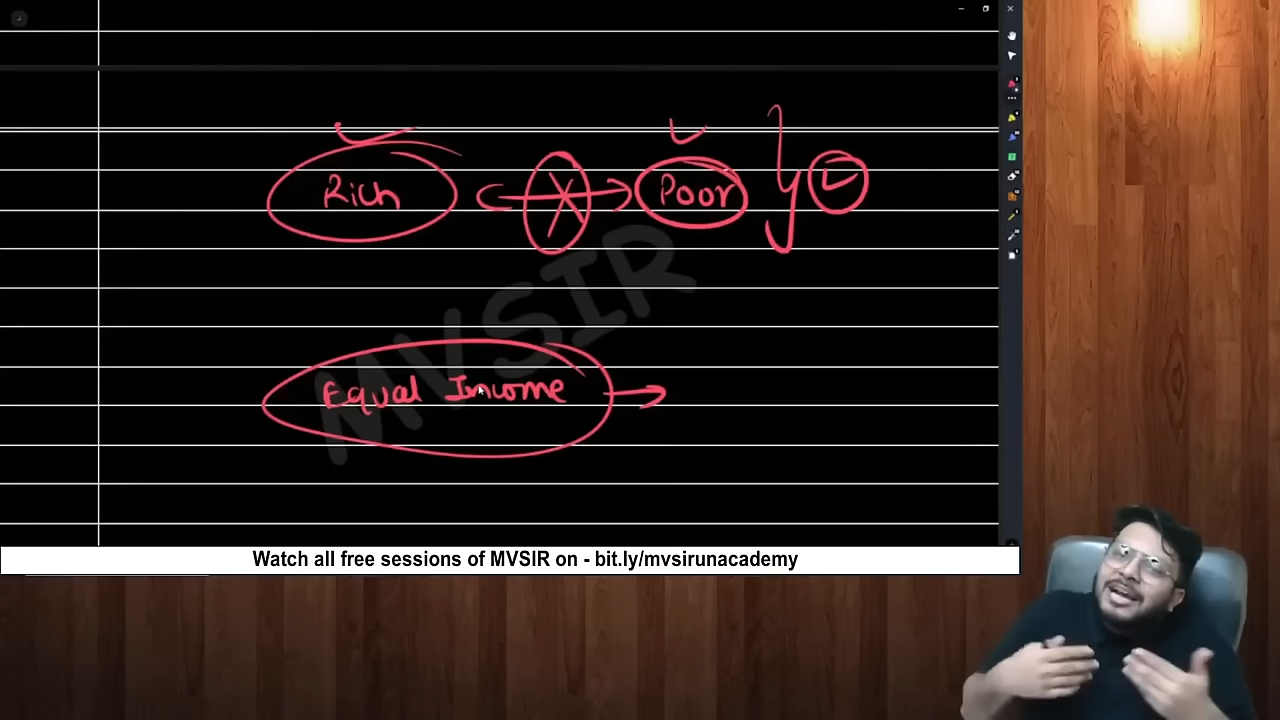 Rich Poor
MVSIR
Equal Income
Watch all free sessions of MVSIR on - bit.ly/mvsirunacademy